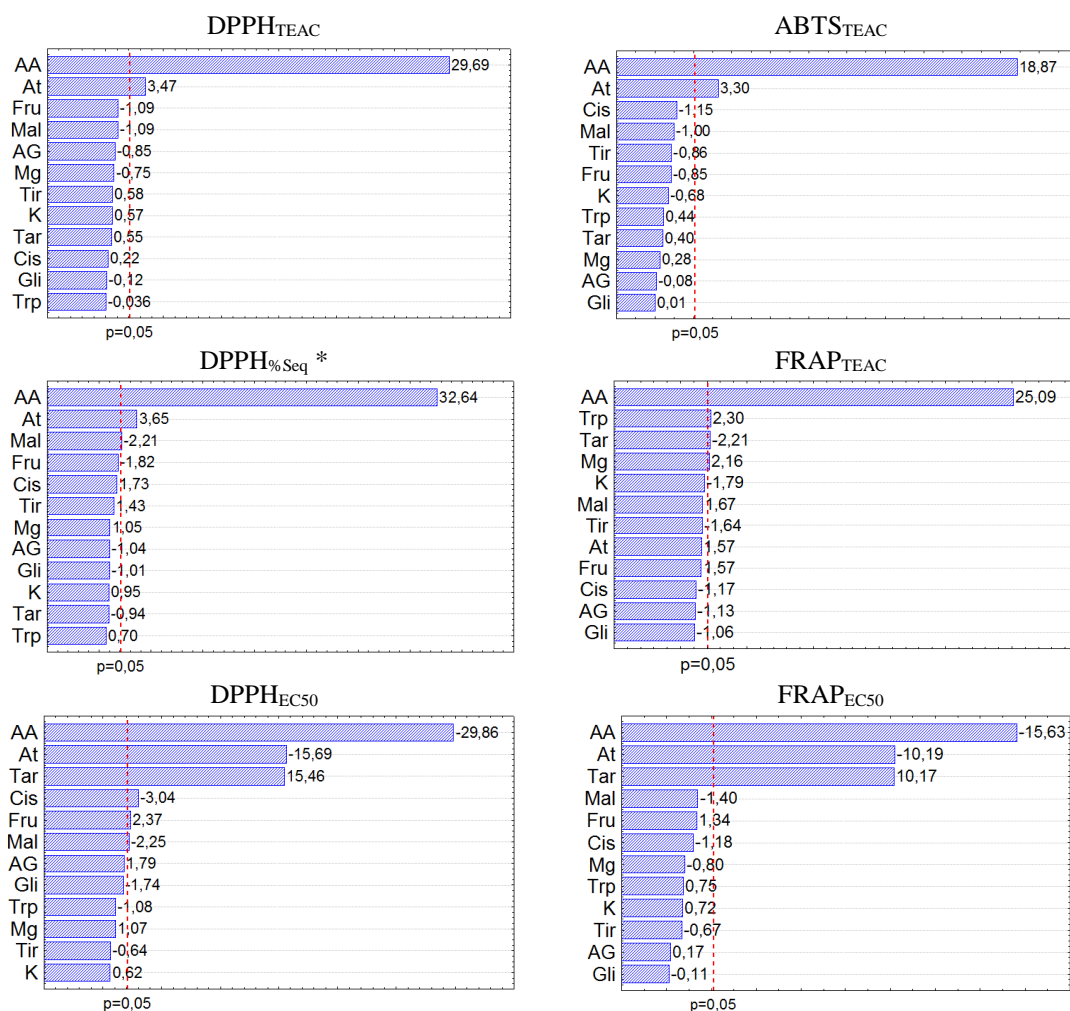 DPPH_TEAC
AA 29,69
At 3,47
Fru -1,09
Mal -1,09
AG -0,85
Mg -0,75
Tir 0,58
K 0,57
Tar 0,55
Cis 0,22
Gli -0,12
Trp -0,036
p=0,05
ABTS_TEAC
AA 18,87
At 3,30
Cis -1,15
Mal -1,00
Tir -0,86
Fru -0,85
K -0,68
Trp 0,44
Tar 0,40
Mg 0,28
AG -0,08
Gli 0,01
p=0,05
DPPH_%Seq *
AA 32,64
At 3,65
Mal -2,21
Fru -1,82
Cis 1,73
Tir 1,43
Mg 1,05
AG -1,04
Gli -1,01
K 0,95
Tar -0,94
Trp 0,70
p=0,05
FRAP_TEAC
AA 25,09
Trp 2,30
Tar -2,21
Mg 2,16
K -1,79
Mal 1,67
Tir -1,64
At 1,57
Fru 1,57
Cis -1,17
AG -1,13
Gli -1,06
p=0,05
DPPH_EC50
AA -29,86
At -15,69
Tar 15,46
Cis -3,04
Fru 2,37
Mal -2,25
AG 1,79
Gli -1,74
Trp -1,08
Mg 1,07
Tir -0,64
K 0,62
p=0,05
FRAP_EC50
AA -15,63
At -10,19
Tar 10,17
Mal -1,40
Fru 1,34
Cis -1,18
Mg -0,80
Trp 0,75
K 0,72
Tir -0,67
AG 0,17
Gli -0,11
p=0,05